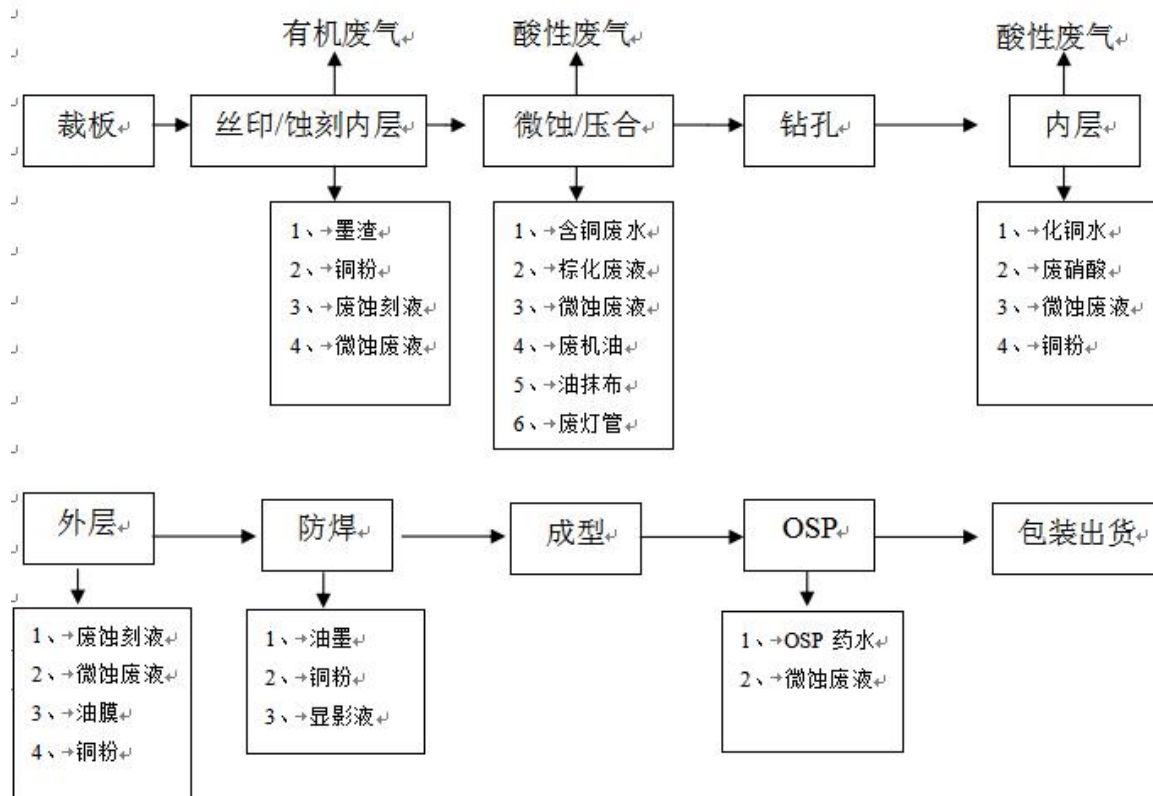 有机废气
酸性废气
酸性废气
裁板
丝印/蚀刻内层
微蚀/压合
钻孔
内层
1、墨渣
2、铜粉
3、废蚀刻液
4、微蚀废液
1、含铜废水
2、棕化废液
3、微蚀废液
4、废机油
5、油抹布
6、废灯管
1、化铜水
2、废硝酸
3、微蚀废液
4、铜粉
外层
防焊
成型
OSP
包装出货
1、废蚀刻液
2、微蚀废液
3、油膜
4、铜粉
1、油墨
2、铜粉
3、显影液
1、OSP 药水
2、微蚀废液